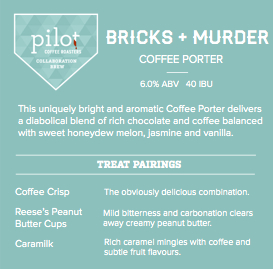 pilot
COFFEE ROASTERS
COLLABORATION
BREW
BRICKS + MURDER
COFFEE PORTER
6.0% ABV 40 IBU
This uniquely bright and aromatic Coffee Porter delivers
a diabolical blend of rich chocolate and coffee balanced
with sweet honeydew melon, jasmine and vanilla.
TREAT PAIRINGS
Coffee Crisp The obviously delicious combination.
Reese's Peanut
Butter Cups
Mild bitterness and carbonation clears
away creamy peanut butter.
Caramilk
Rich caramel mingles with coffee and
subtle fruit flavours.